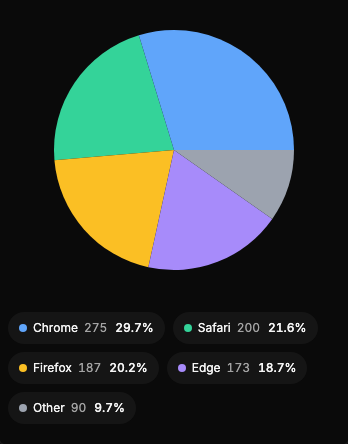 Chrome 275 29.7% Safari 200 21.6%
Firefox 187 20.2% Edge 173 18.7%
Other 90 9.7%